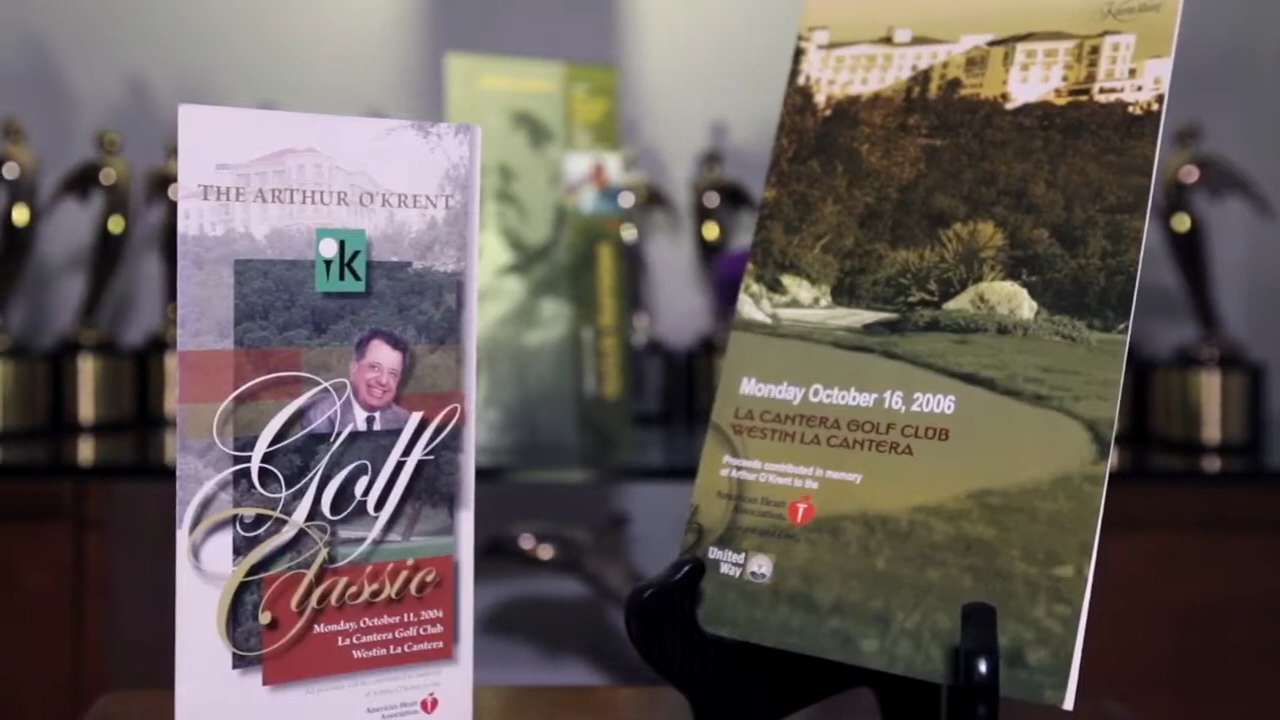 THE ARTHUR O'KRENT
k
Golf
Classic
Monday, October 11, 2004
La Cantera Golf Club
Westin La Cantera
American Heart
Association
Monday October 16, 2006
LA CANTERA GOLF CLUB
WESTIN LA CANTERA
Proceeds contributed in memory
of Arthur O'Krent to the
American Heart
Association
United
Way